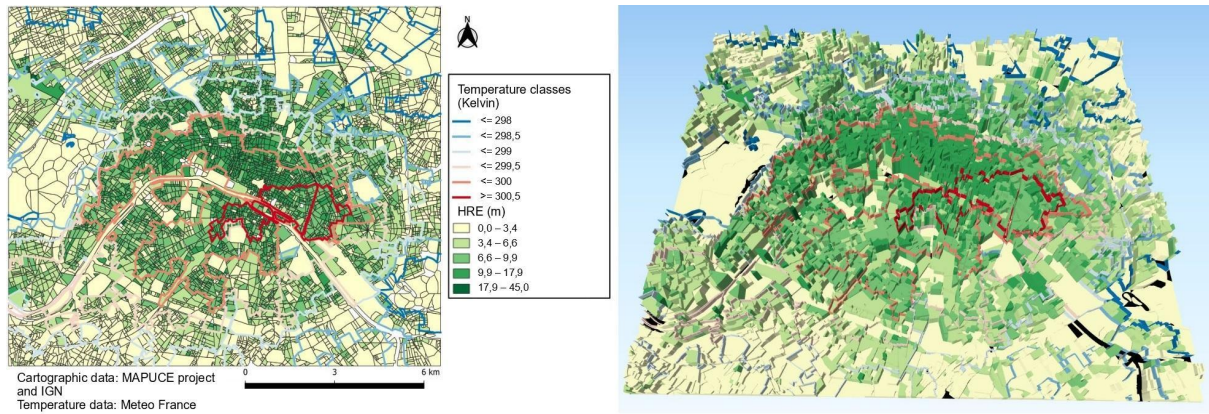 N
Temperature classes
(Kelvin)
<= 298
<= 298,5
<= 299
<= 299,5
<= 300
>= 300,5
HRE (m)
0,0 – 3,4
3,4 – 6,6
6,6 – 9,9
9,9 – 17,9
17,9 – 45,0
Cartographic data: MAPUCE project
and IGN
Temperature data: Meteo France
0 3 6 km